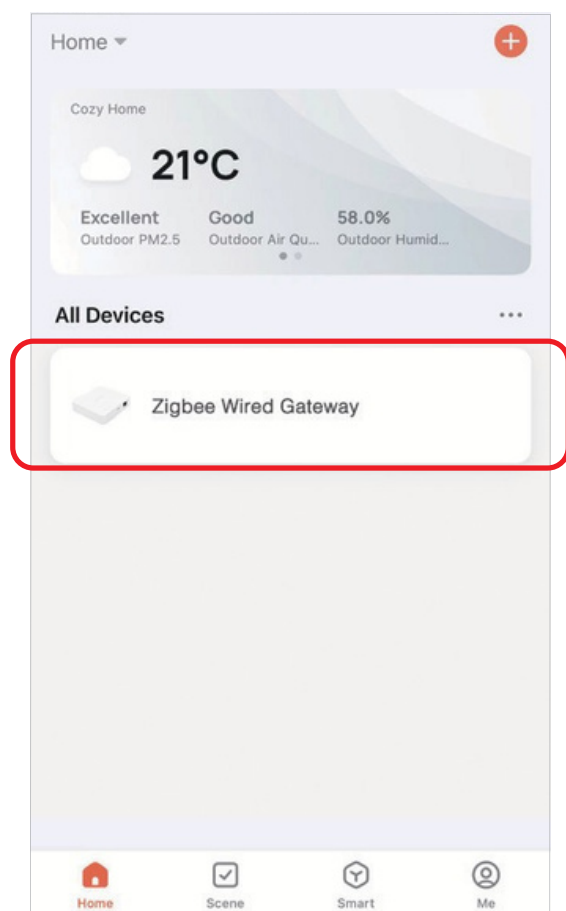 Home
Cozy Home
21°C
Excellent Good 58.0%
Outdoor PM2.5 Outdoor Air Qu... Outdoor Humid...
All Devices
Zigbee Wired Gateway
Home Scene Smart Me